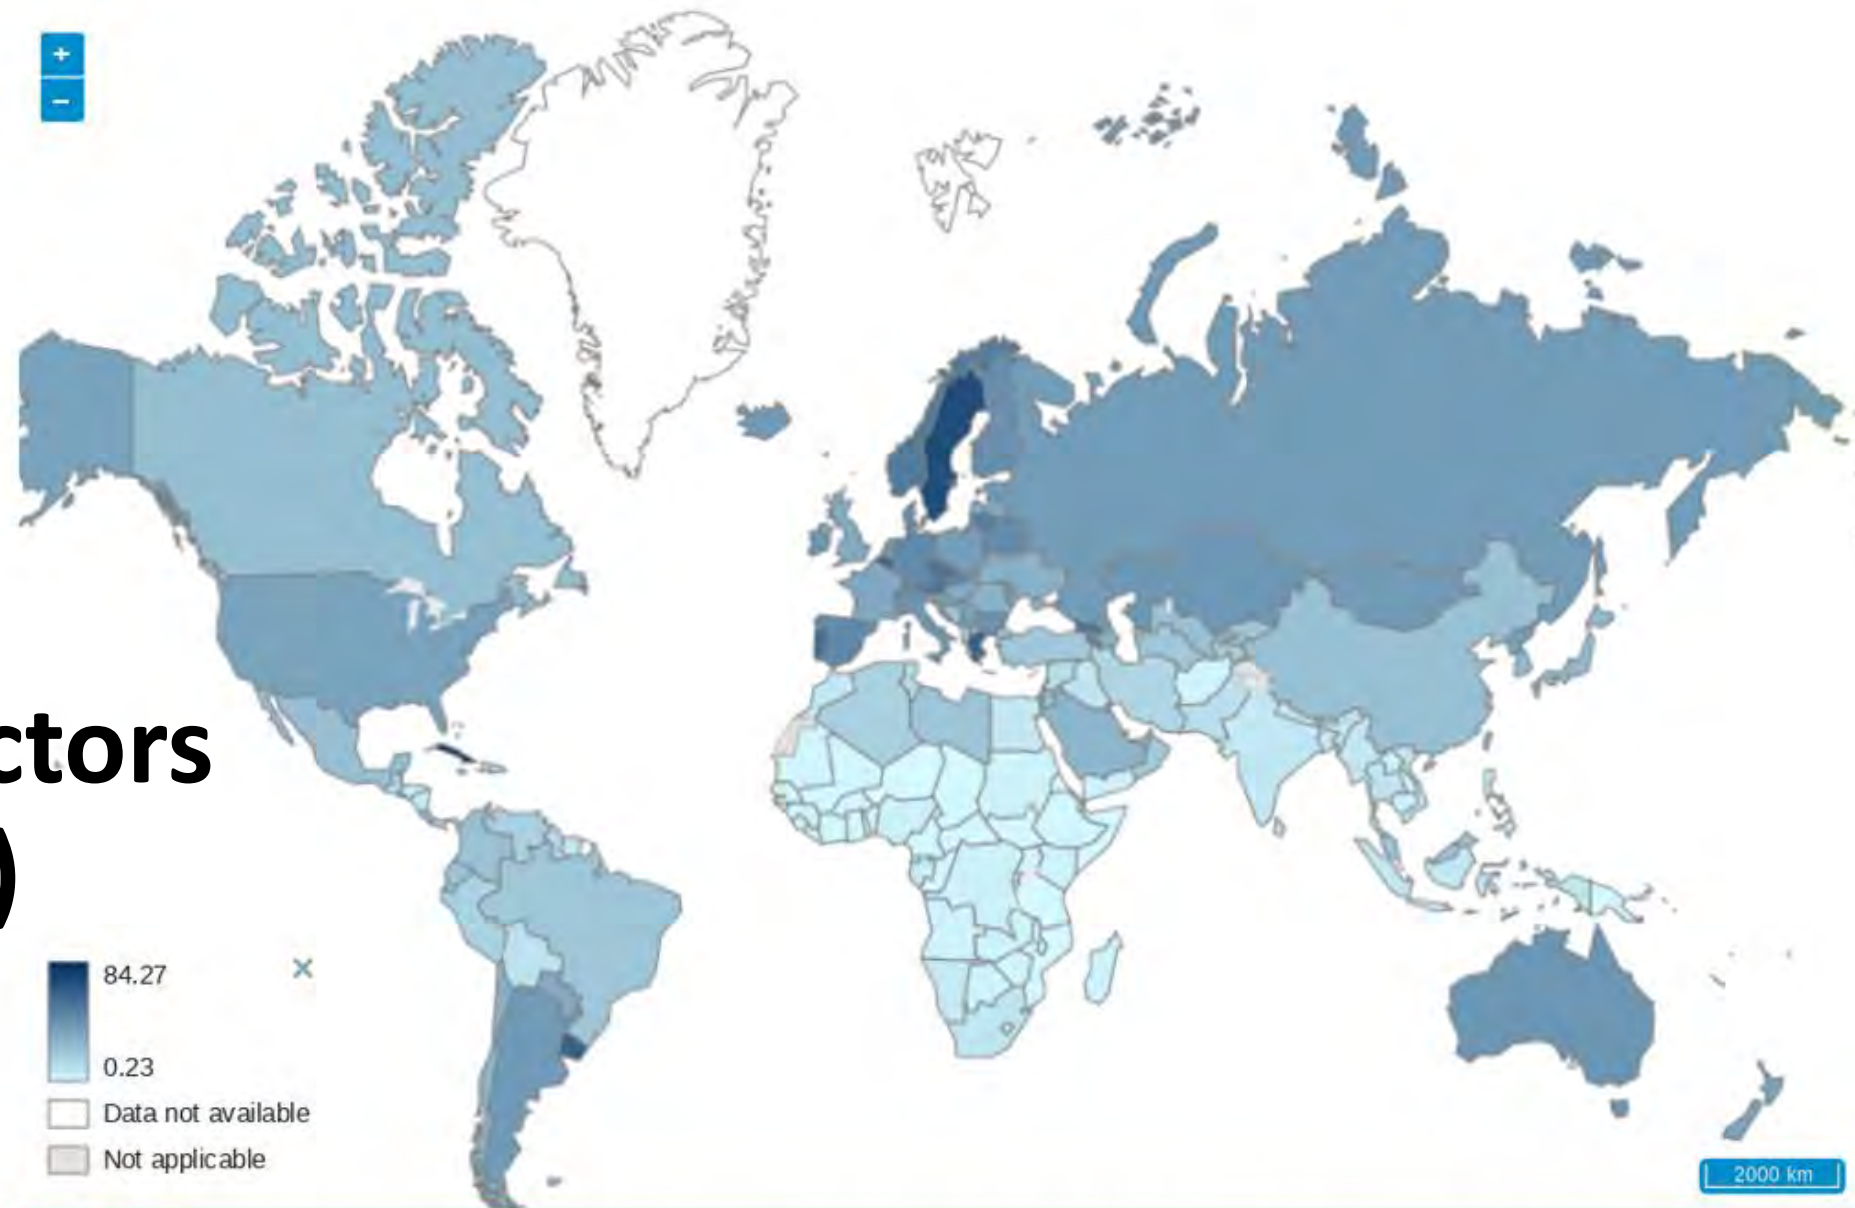 +
−
ctors
)
84.27
0.23
Data not available
Not applicable
2000 km